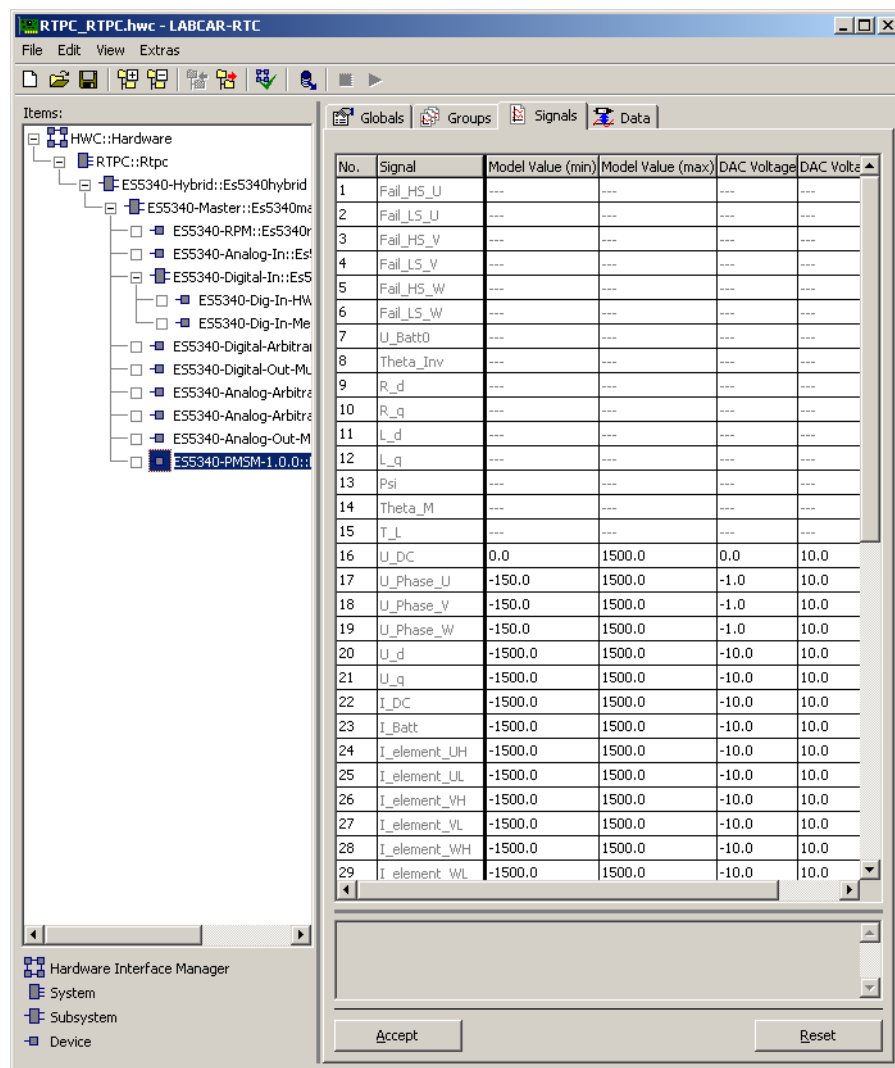 RTPC_RTPC.hwc - LABCAR-RTC
File Edit View Extras
Items:
HWC::Hardware
RTPC::Rtpc
ES5340-Hybrid::Es5340hybrid
ES5340-Master::Es5340ma
ES5340-RPM::Es5340r
ES5340-Analog-In::Es!
ES5340-Digital-In::Es5
ES5340-Dig-In-HW
ES5340-Dig-In-Me
ES5340-Digital-Arbitrar
ES5340-Digital-Out-Mu
ES5340-Analog-Arbitra
ES5340-Analog-Arbitra
ES5340-Analog-Out-M
ES5340-PMSM-1.0.0::
Hardware Interface Manager
System
Subsystem
Device
Globals Groups Signals Data
No. Signal Model Value (min) Model Value (max) DAC Voltage DAC Volta
1 Fail_HS_U --- --- --- ---
2 Fail_LS_U --- --- --- ---
3 Fail_HS_V --- --- --- ---
4 Fail_LS_V --- --- --- ---
5 Fail_HS_W --- --- --- ---
6 Fail_LS_W --- --- --- ---
7 U_Batt0 --- --- --- ---
8 Theta_Inv --- --- --- ---
9 R_d --- --- --- ---
10 R_q --- --- --- ---
11 L_d --- --- --- ---
12 L_q --- --- --- ---
13 Psi --- --- --- ---
14 Theta_M --- --- --- ---
15 T_L --- --- --- ---
16 U_DC 0.0 1500.0 0.0 10.0
17 U_Phase_U -150.0 1500.0 -1.0 10.0
18 U_Phase_V -150.0 1500.0 -1.0 10.0
19 U_Phase_W -150.0 1500.0 -1.0 10.0
20 U_d -1500.0 1500.0 -10.0 10.0
21 U_q -1500.0 1500.0 -10.0 10.0
22 I_DC -1500.0 1500.0 -10.0 10.0
23 I_Batt -1500.0 1500.0 -10.0 10.0
24 I_element_UH -1500.0 1500.0 -10.0 10.0
25 I_element_UL -1500.0 1500.0 -10.0 10.0
26 I_element_VH -1500.0 1500.0 -10.0 10.0
27 I_element_VL -1500.0 1500.0 -10.0 10.0
28 I_element_WH -1500.0 1500.0 -10.0 10.0
29 I_element_WL -1500.0 1500.0 -10.0 10.0
Accept Reset